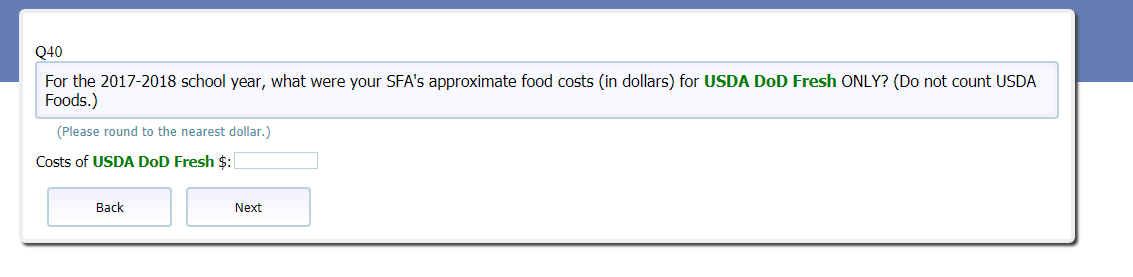 Q40
For the 2017-2018 school year, what were your SFA's approximate food costs (in dollars) for USDA DoD Fresh ONLY? (Do not count USDA
Foods.)
(Please round to the nearest dollar.)
Costs of USDA DoD Fresh $:
Back Next